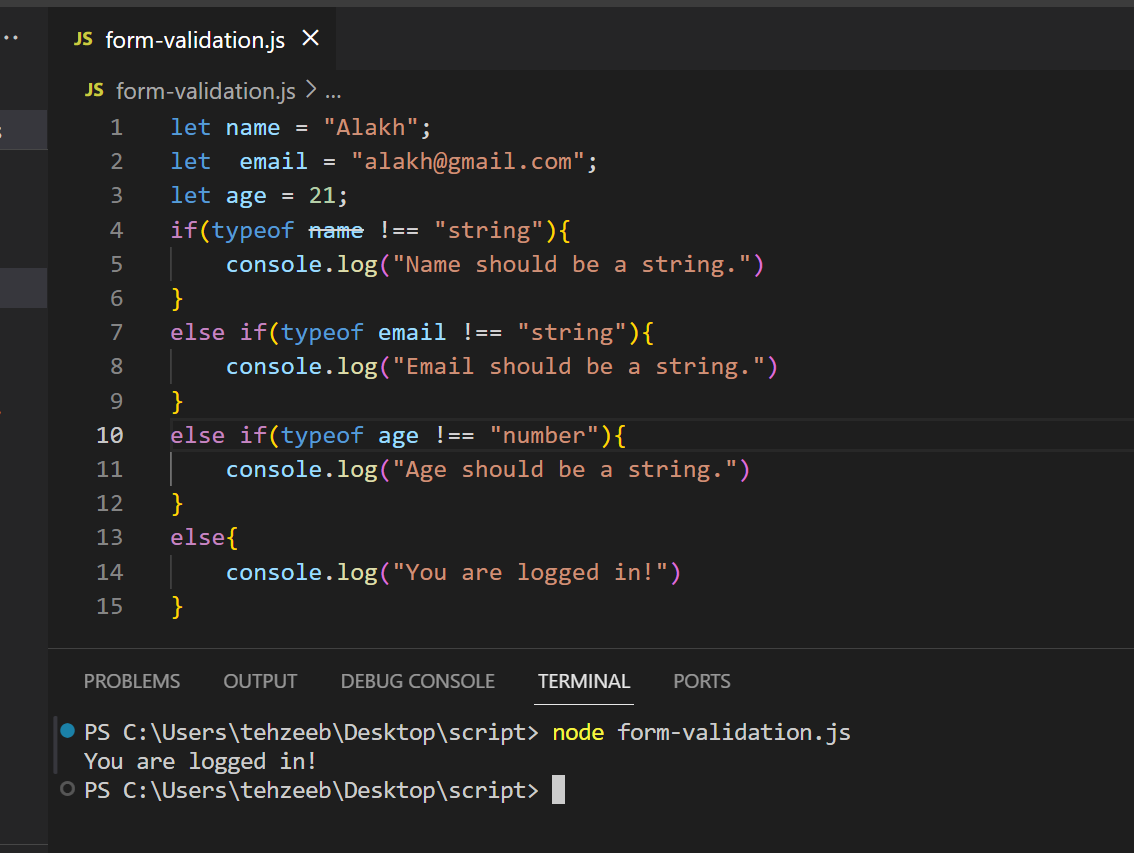 JS form-validation.js ×
JS form-validation.js > ...
1 let name = "Alakh";
2 let  email = "alakh@gmail.com";
3 let age = 21;
4 if(typeof name !== "string"){
5     console.log("Name should be a string.")
6 }
7 else if(typeof email !== "string"){
8     console.log("Email should be a string.")
9 }
10 else if(typeof age !== "number"){
11     console.log("Age should be a string.")
12 }
13 else{
14     console.log("You are logged in!")
15 }
PROBLEMS OUTPUT DEBUG CONSOLE TERMINAL PORTS
PS C:\Users\tehzeeb\Desktop\script> node form-validation.js
You are logged in!
PS C:\Users\tehzeeb\Desktop\script>